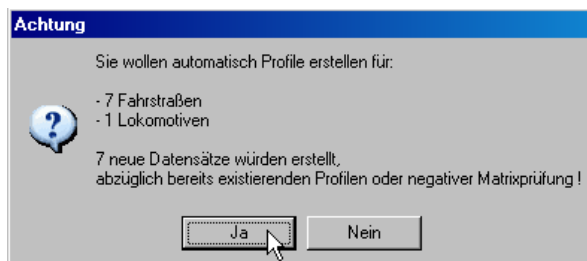 Achtung
Sie wollen automatisch Profile erstellen für:
- 7 Fahrstraßen
- 1 Lokomotiven
7 neue Datensätze würden erstellt,
abzüglich bereits existierenden Profilen oder negativer Matrixprüfung !
Ja
Nein